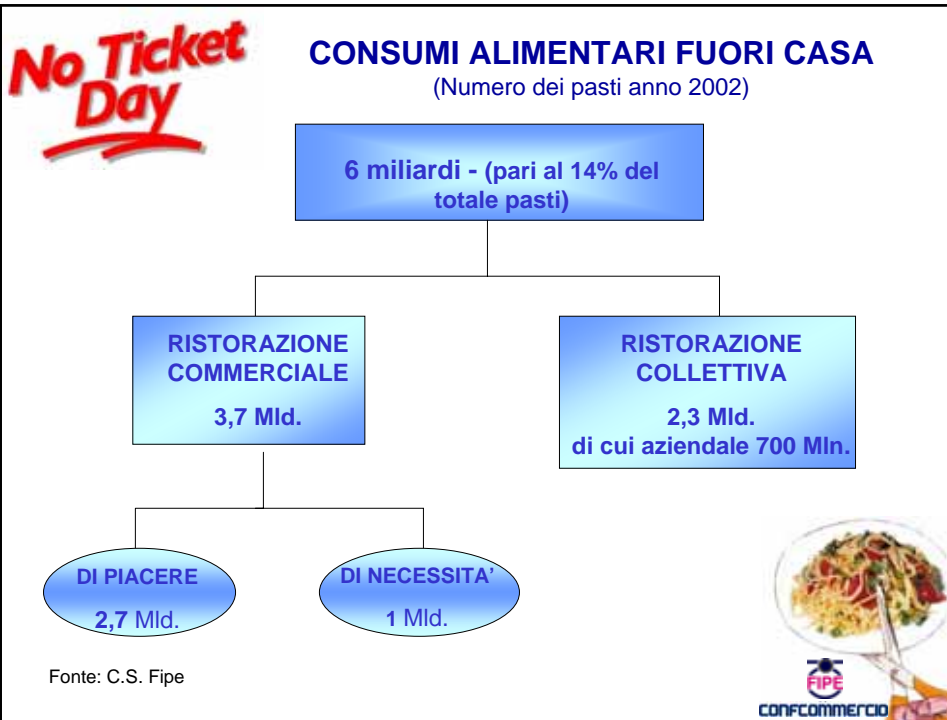 No Ticket
Day
CONSUMI ALIMENTARI FUORI CASA
(Numero dei pasti anno 2002)
6 miliardi - (pari al 14% del
totale pasti)
RISTORAZIONE
COMMERCIALE
3,7 Mld.
RISTORAZIONE
COLLETTIVA
2,3 Mld.
di cui aziendale 700 Mln.
DI PIACERE
2,7 Mld.
DI NECESSITA’
1 Mld.
Fonte: C.S. Fipe
FIPE
CONFCOMMERCIO